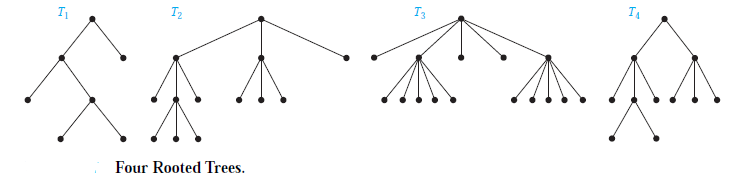 T₁ T₂ T₃ T₄
Four Rooted Trees.